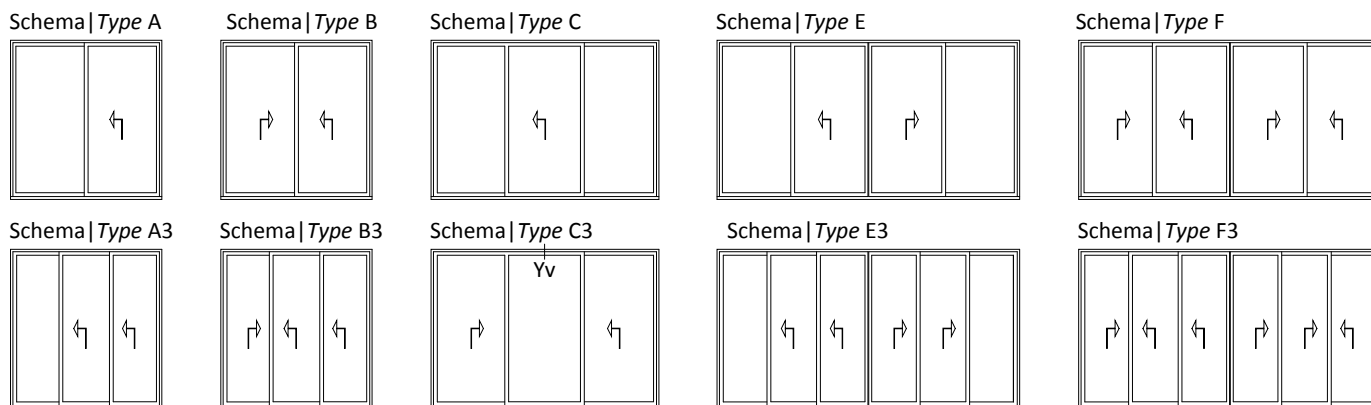 Schema|Type A
Schema|Type B
Schema|Type C
Schema|Type E
Schema|Type F
Schema|Type A3
Schema|Type B3
Schema|Type C3
Yv
Schema|Type E3
Schema|Type F3